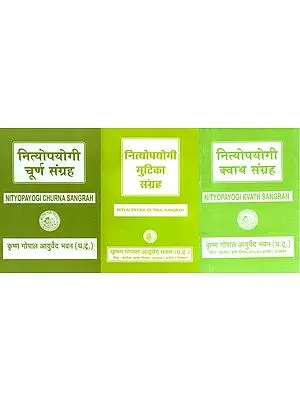 नित्योपयोगी
चूर्ण संग्रह
NITYOPAYOGI CHURNA SANGRAH
कृष्ण गोपाल आयुर्वेद भवन (ध.ट्र.)
नित्योपयोगी
गुटिका
संग्रह
NITYAUPYOGI GUTIKA SANGRAH
कृष्ण गोपाल आयुर्वेद भवन (ध.ट्र.)
नित्योपयोगी
क्वाथ संग्रह
NITYOPAYOGI KVATH SANGRAH
कृष्ण गोपाल आयुर्वेद भवन (ध.ट्र.)